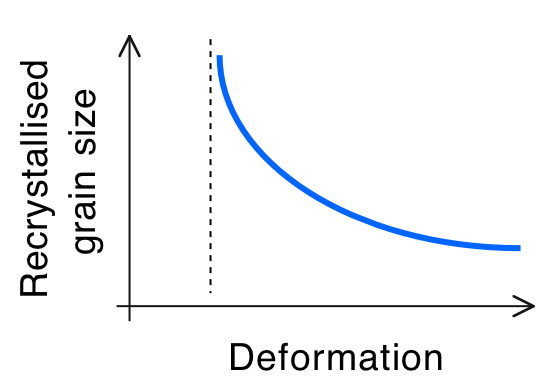 Recrystallised
grain size
Deformation